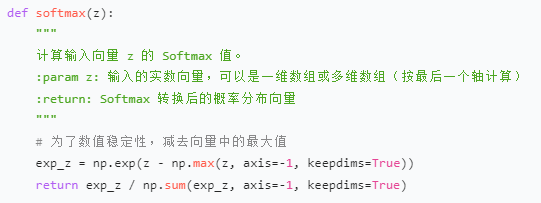 def softmax(z):
    """
    计算输入向量 z 的 Softmax 值。
    :param z: 输入的实数向量，可以是一维数组或多维数组（按最后一个轴计算）
    :return: Softmax 转换后的概率分布向量
    """
    # 为了数值稳定性，减去向量中的最大值
    exp_z = np.exp(z - np.max(z, axis=-1, keepdims=True))
    return exp_z / np.sum(exp_z, axis=-1, keepdims=True)